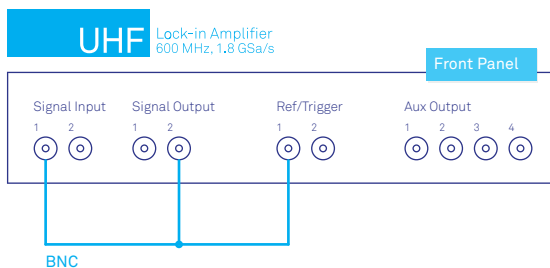 UHF
Lock-in Amplifier
600 MHz, 1.8 GSa/s
Front Panel
Signal Input Signal Output Ref/Trigger Aux Output
1 2 1 2 1 2 1 2 3 4
BNC